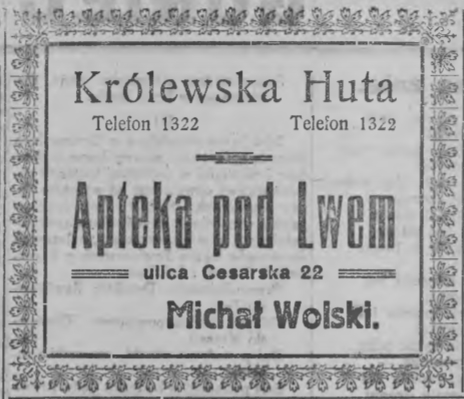 Królewska Huta
Telefon 1322 Telefon 1322
Apteka pod Lwem
ulica Cesarska 22
Michał Wolski.